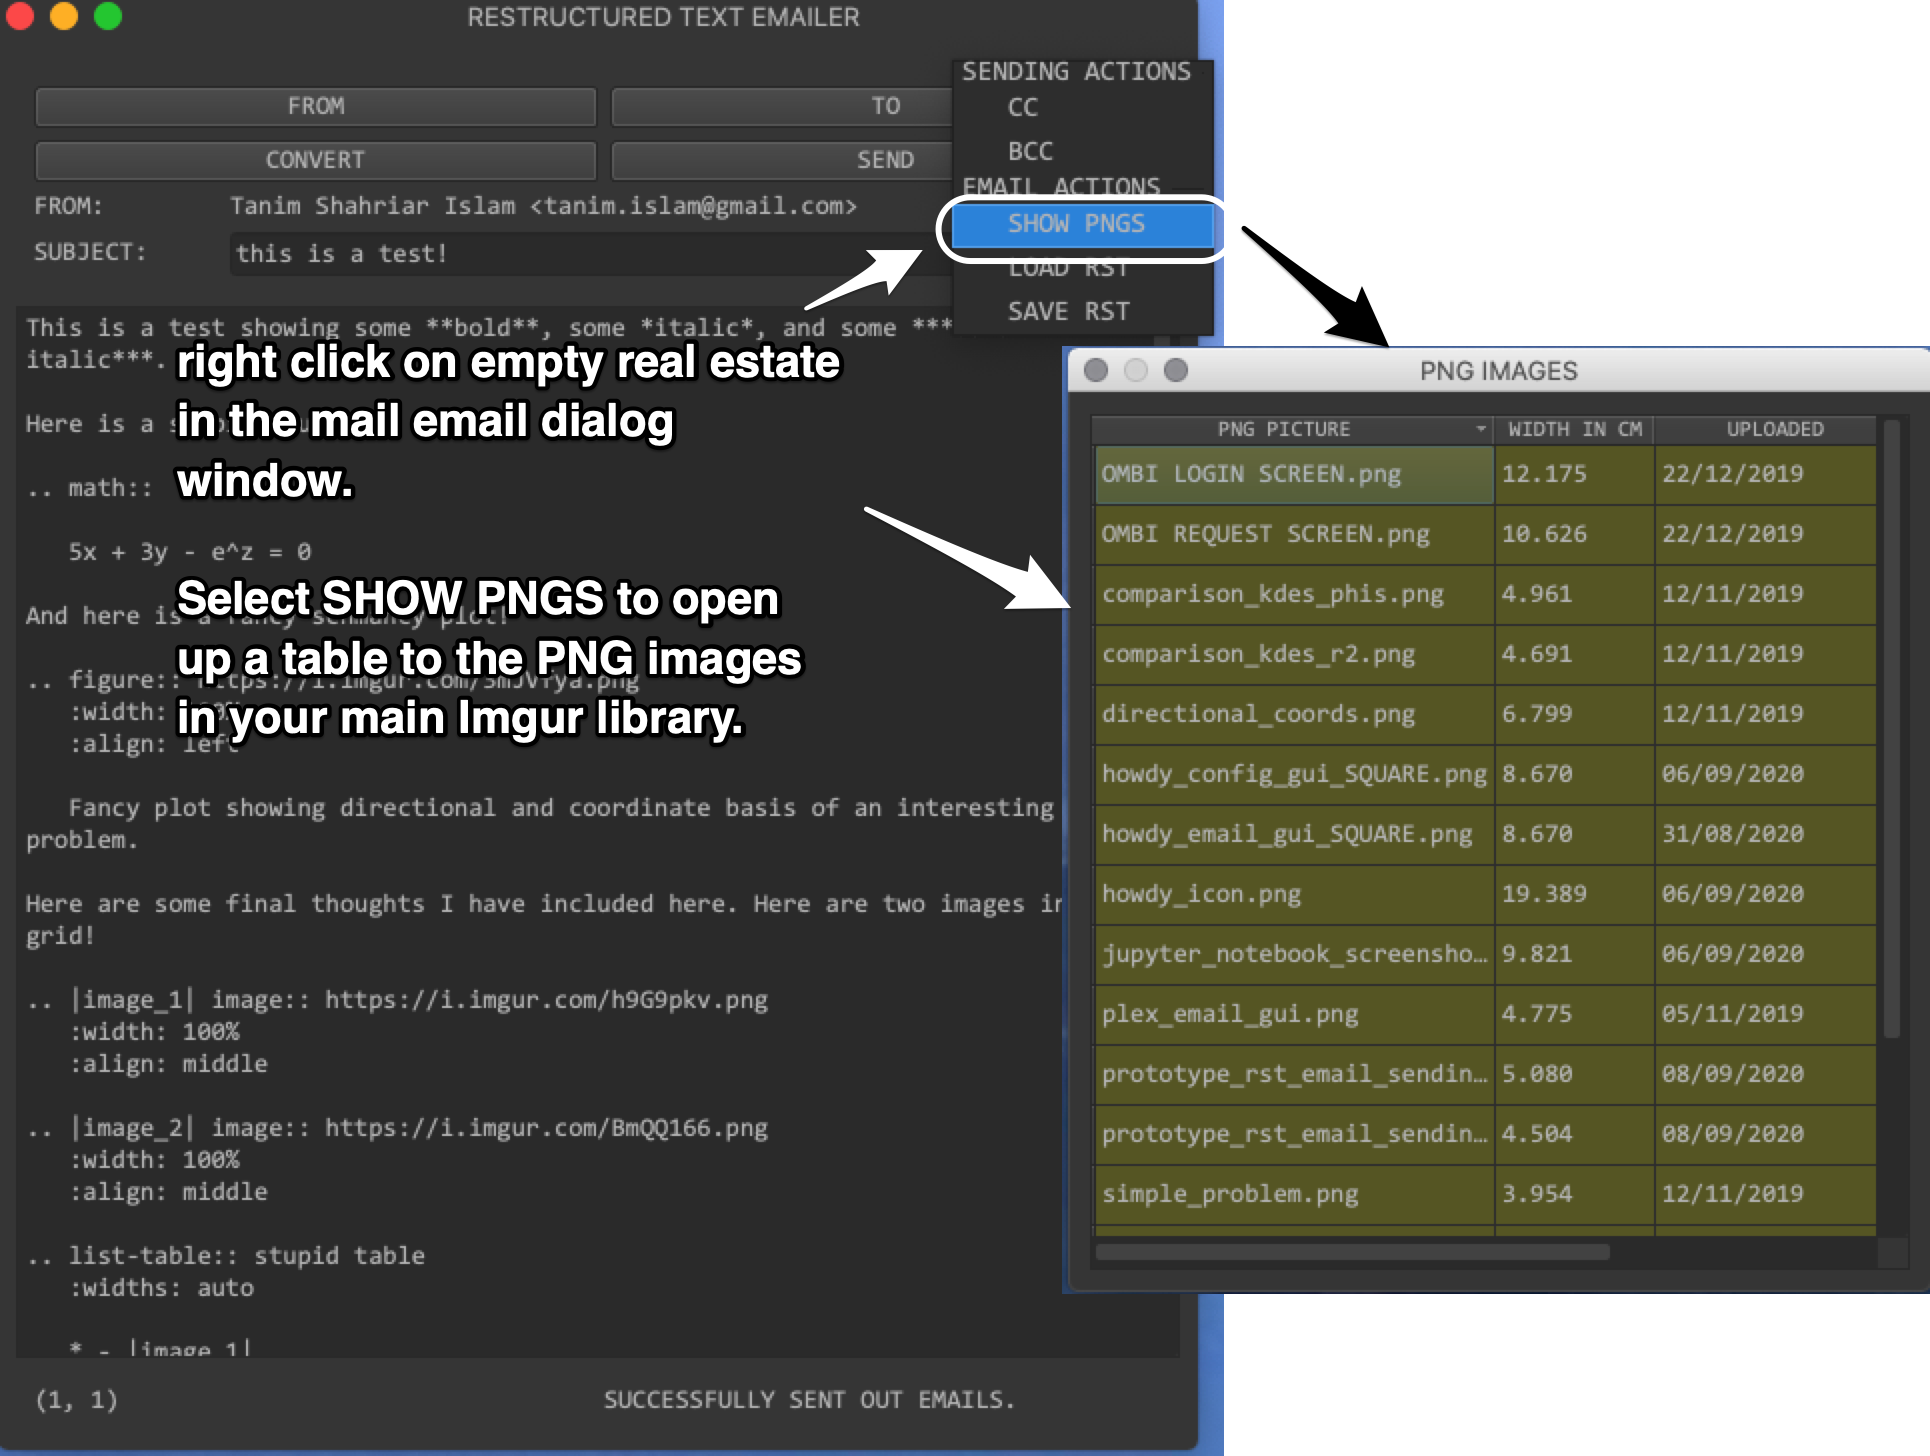 RESTRUCTURED TEXT EMAILER
FROM
TO
CONVERT
SEND
FROM:
Tanim Shahriar Islam <tanim.islam@gmail.com>
SUBJECT:
this is a test!
SENDING ACTIONS
CC
BCC
EMAIL ACTIONS
SHOW PNGS
LOAD RST
SAVE RST
This is a test showing some **bold**, some *italic*, and some ***
italic***.
right click on empty real estate
in the mail email dialog
window.
Here is a
.. math::
5x + 3y - e^z = 0
And here is a fancy schmancy plot!
Select SHOW PNGS to open
up a table to the PNG images
in your main Imgur library.
.. figure::
:width:
:align: left
Fancy plot showing directional and coordinate basis of an interesting
problem.
Here are some final thoughts I have included here. Here are two images in
grid!
.. |image_1| image:: https://i.imgur.com/h9G9pkv.png
:width: 100%
:align: middle
.. |image_2| image:: https://i.imgur.com/BmQQ166.png
:width: 100%
:align: middle
.. list-table:: stupid table
:widths: auto
* - |image_1|
(1, 1)
SUCCESSFULLY SENT OUT EMAILS.
PNG IMAGES
PNG PICTURE WIDTH IN CM UPLOADED
OMBI LOGIN SCREEN.png 12.175 22/12/2019
OMBI REQUEST SCREEN.png 10.626 22/12/2019
comparison_kdes_phis.png 4.961 12/11/2019
comparison_kdes_r2.png 4.691 12/11/2019
directional_coords.png 6.799 12/11/2019
howdy_config_gui_SQUARE.png 8.670 06/09/2020
howdy_email_gui_SQUARE.png 8.670 31/08/2020
howdy_icon.png 19.389 06/09/2020
jupyter_notebook_screensho… 9.821 06/09/2020
plex_email_gui.png 4.775 05/11/2019
prototype_rst_email_sendin… 5.080 08/09/2020
prototype_rst_email_sendin… 4.504 08/09/2020
simple_problem.png 3.954 12/11/2019